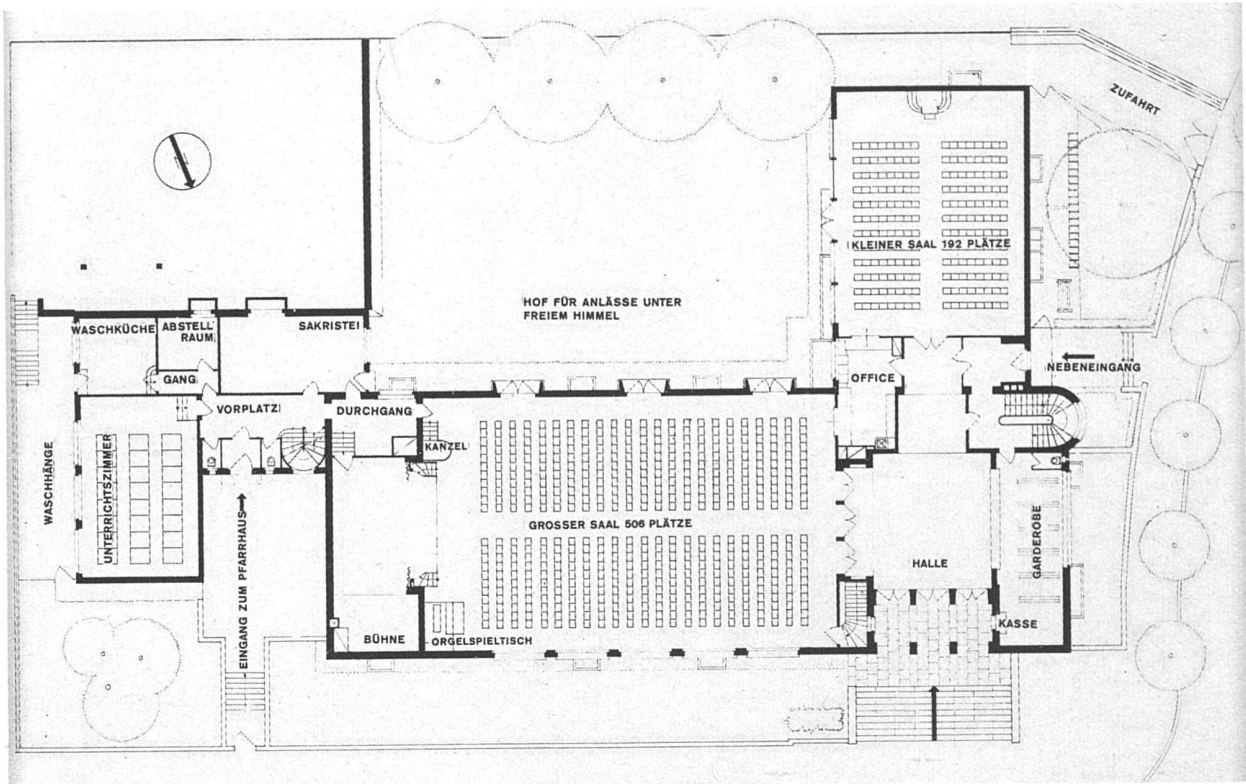 ZUFAHRT
KLEINER SAAL 192 PLÄTZE
HOF FÜR ANLÄSSE UNTER
FREIEM HIMMEL
WASCHKÜCHE
ABSTELL
RAUM
SAKRISTEI
GANG
OFFICE
NEBENEINGANG
VORPLATZ
DURCHGANG
KANZEL
WASCHHÄNGE
UNTERRICHTSZIMMER
EINGANG ZUM PFARRHAUS
GROSSER SAAL 506 PLÄTZE
HALLE
GARDEROBE
BÜHNE
ORGELSPIELTISCH
KASSE